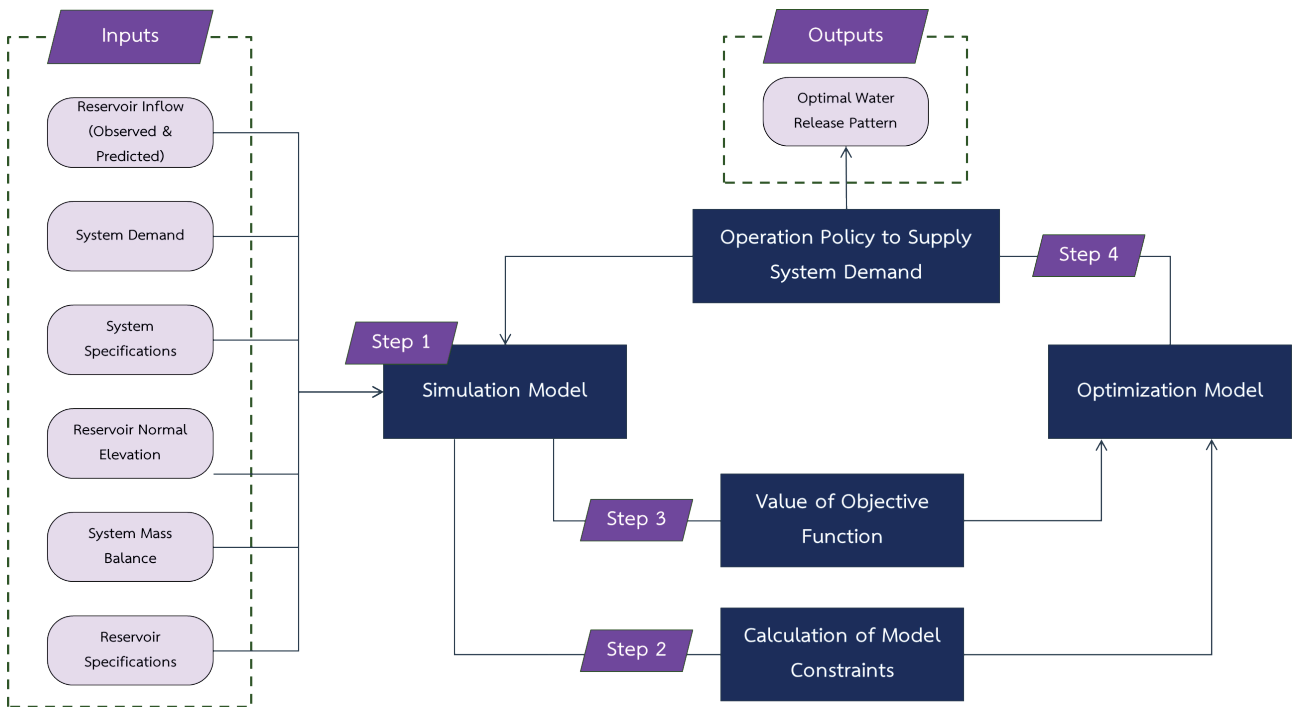 Inputs
Reservoir Inflow
(Observed &
Predicted)
System Demand
System
Specifications
Reservoir Normal
Elevation
System Mass
Balance
Reservoir
Specifications
Outputs
Optimal Water
Release Pattern
Operation Policy to Supply
System Demand
Step 4
Step 1
Simulation Model
Optimization Model
Step 3
Value of Objective
Function
Step 2
Calculation of Model
Constraints